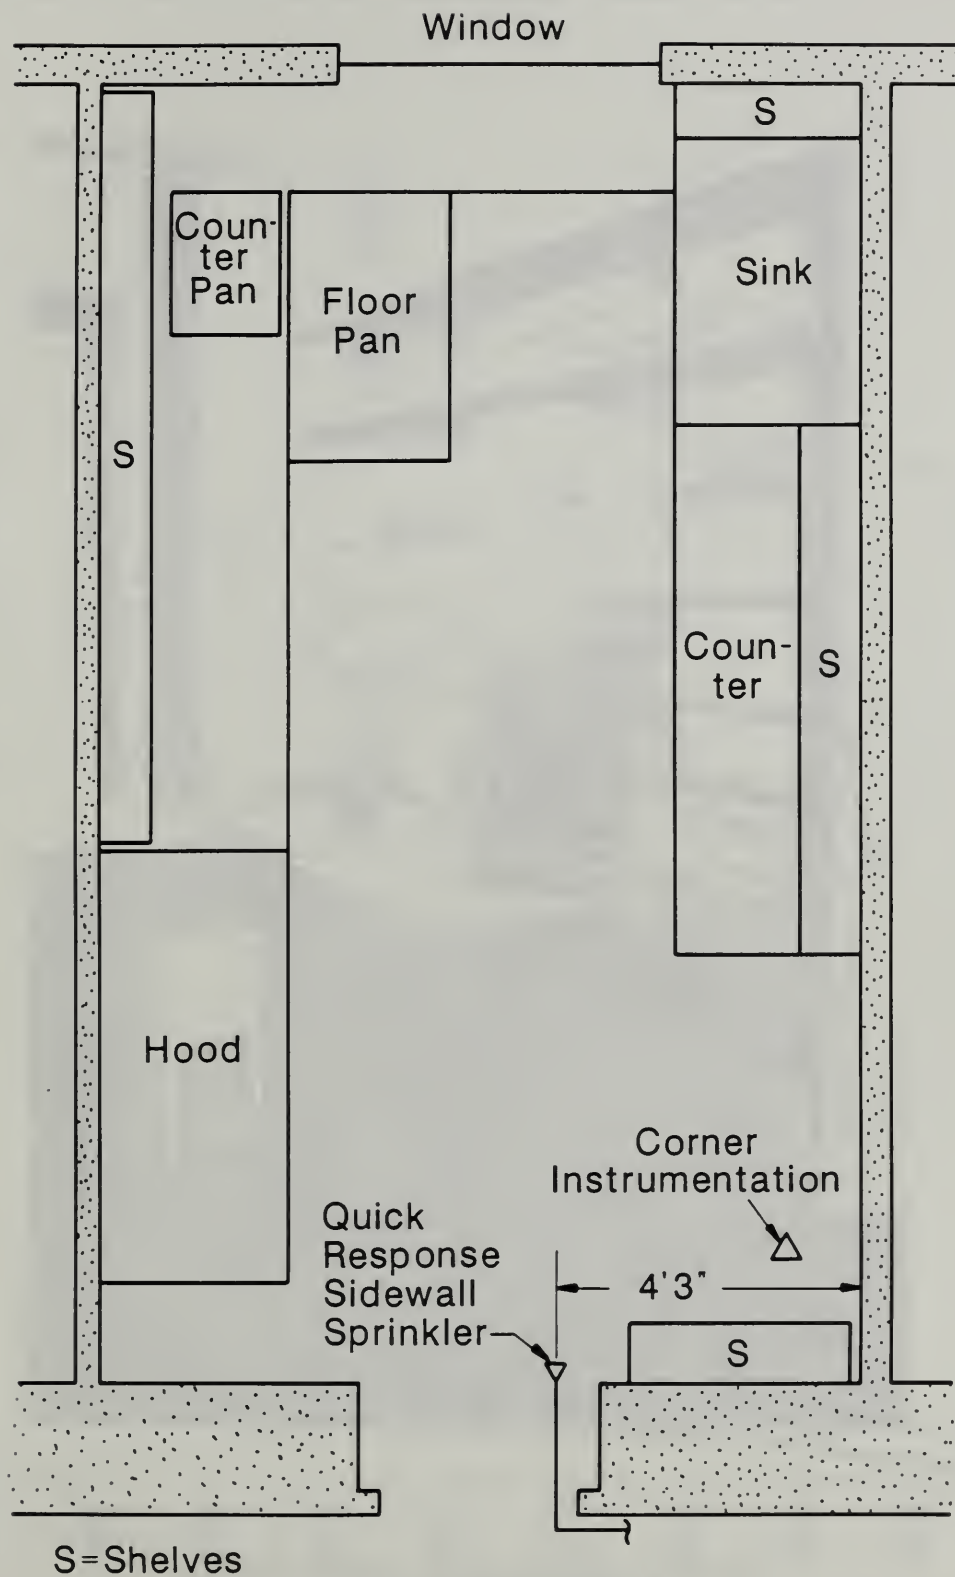 Window
S
Coun-
ter
Pan
Floor
Pan
Sink
S
Coun-
ter
S
Hood
Corner
Instrumentation
Quick
Response
Sidewall
Sprinkler
4'3"
S
S=Shelves